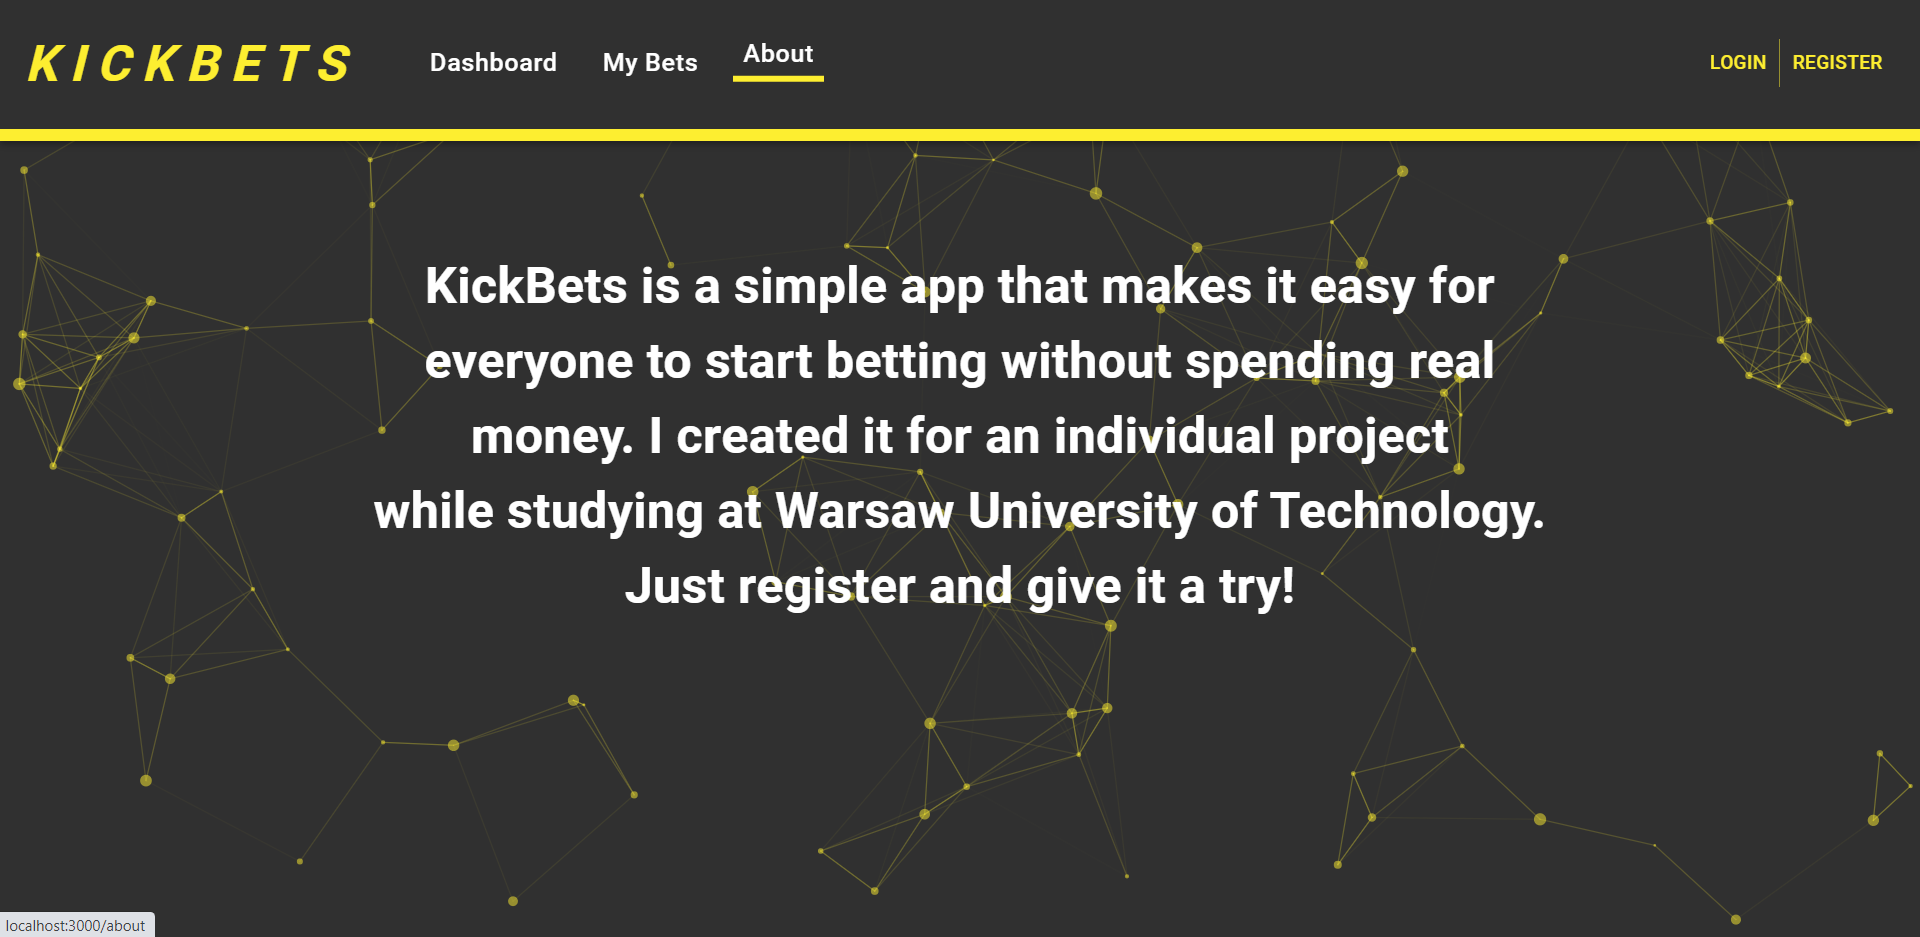 KICKBETS
Dashboard
My Bets
About
LOGIN
REGISTER
KickBets is a simple app that makes it easy for
everyone to start betting without spending real
money. I created it for an individual project
while studying at Warsaw University of Technology.
Just register and give it a try!
localhost:3000/about